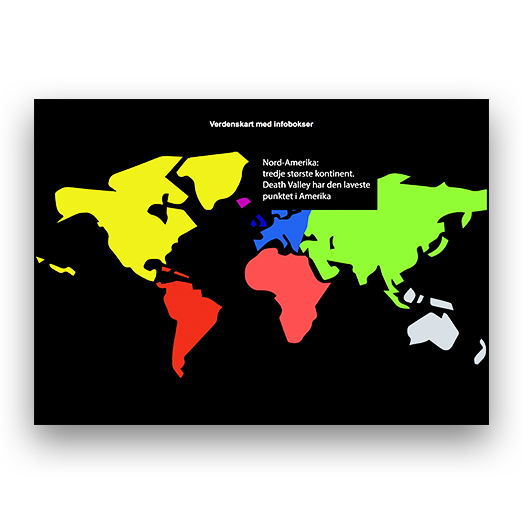 Verdenskart med infobokser
Nord-Amerika:
tredje største kontinent.
Death Valley har den laveste
punktet i Amerika